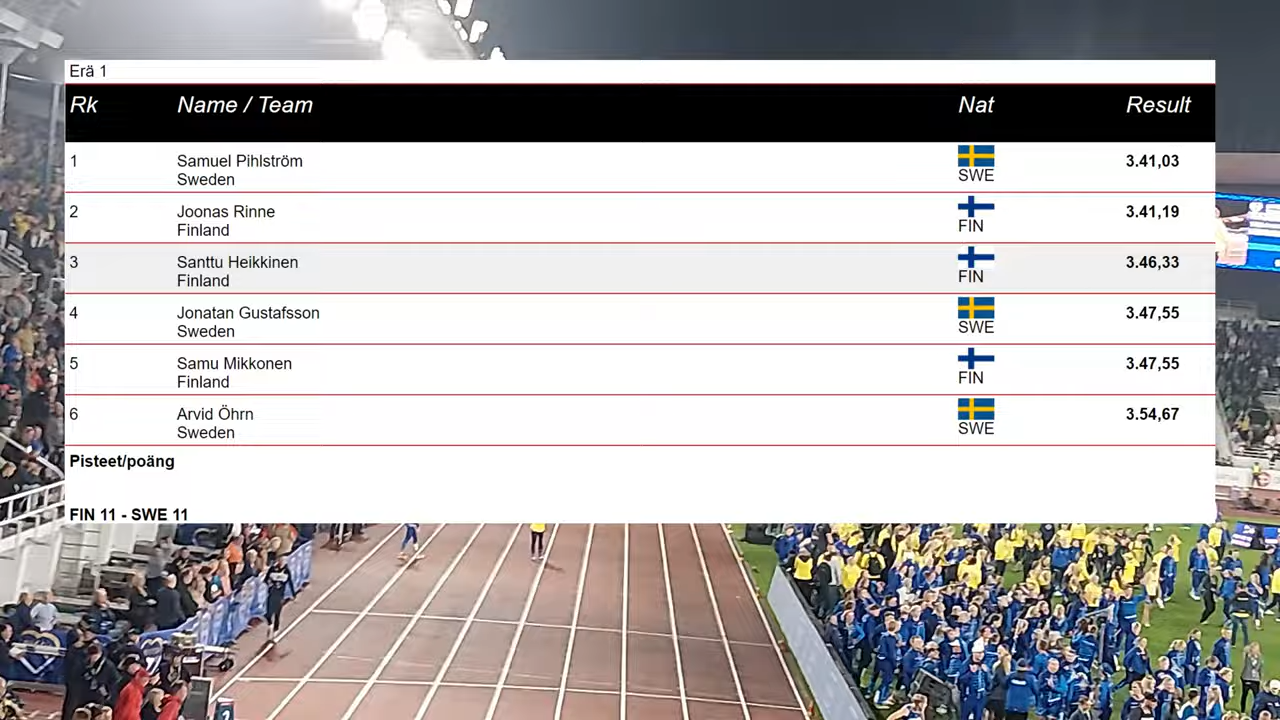 Erä 1
Rk Name / Team Nat Result
1 Samuel Pihlström SWE 3.41,03
Sweden
2 Joonas Rinne FIN 3.41,19
Finland
3 Santtu Heikkinen FIN 3.46,33
Finland
4 Jonatan Gustafsson SWE 3.47,55
Sweden
5 Samu Mikkonen FIN 3.47,55
Finland
6 Arvid Öhrn SWE 3.54,67
Sweden
Pisteet/poäng
FIN 11 - SWE 11